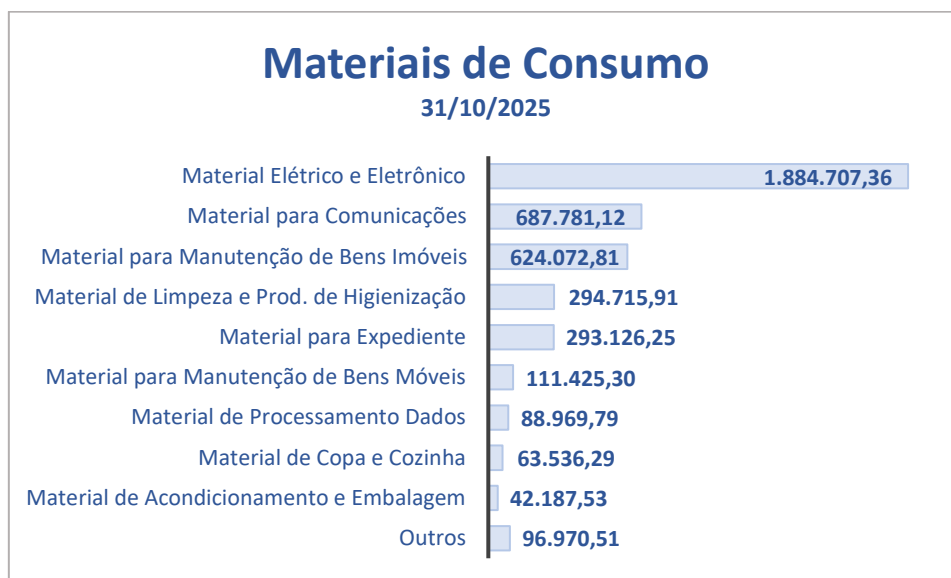 Materiais de Consumo
31/10/2025
Material Elétrico e Eletrônico 1.884.707,36
Material para Comunicações 687.781,12
Material para Manutenção de Bens Imóveis 624.072,81
Material de Limpeza e Prod. de Higienização 294.715,91
Material para Expediente 293.126,25
Material para Manutenção de Bens Móveis 111.425,30
Material de Processamento Dados 88.969,79
Material de Copa e Cozinha 63.536,29
Material de Acondicionamento e Embalagem 42.187,53
Outros 96.970,51